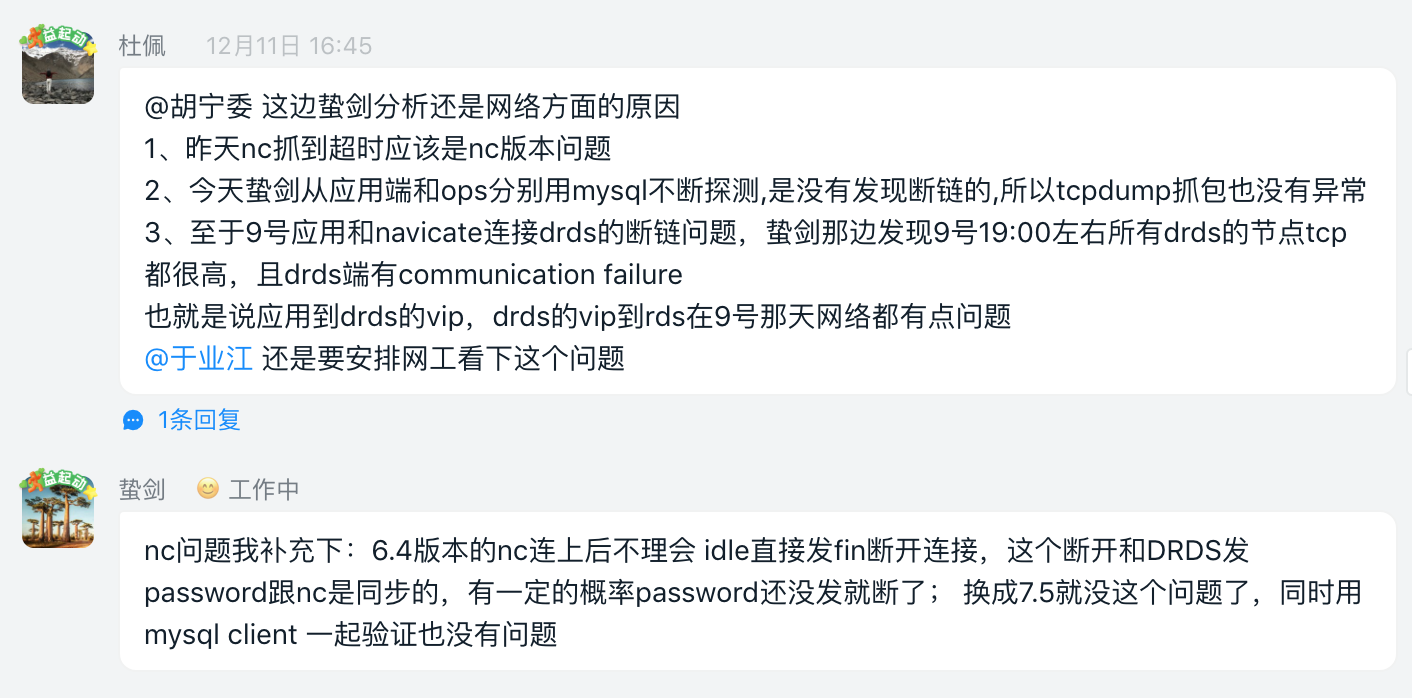 益起动
杜佩 12月11日 16:45
@胡宁委 这边蛰剑分析还是网络方面的原因
1、昨天nc抓到超时应该是nc版本问题
2、今天蛰剑从应用端和ops分别用mysql不断探测,是没有发现断链的,所以tcpdump抓包也没有异常
3、至于9号应用和navicate连接drds的断链问题，蛰剑那边发现9号19:00左右所有drds的节点tcp
都很高，且drds端有communication failure
也就是说应用到drds的vip，drds的vip到rds在9号那天网络都有点问题
@于业江 还是要安排网工看下这个问题
1条回复
益起动
蛰剑 😊 工作中
nc问题我补充下：6.4版本的nc连上后不理会 idle直接发fin断开连接，这个断开和DRDS发
password跟nc是同步的，有一定的概率password还没发就断了； 换成7.5就没这个问题了，同时用
mysql client 一起验证也没有问题